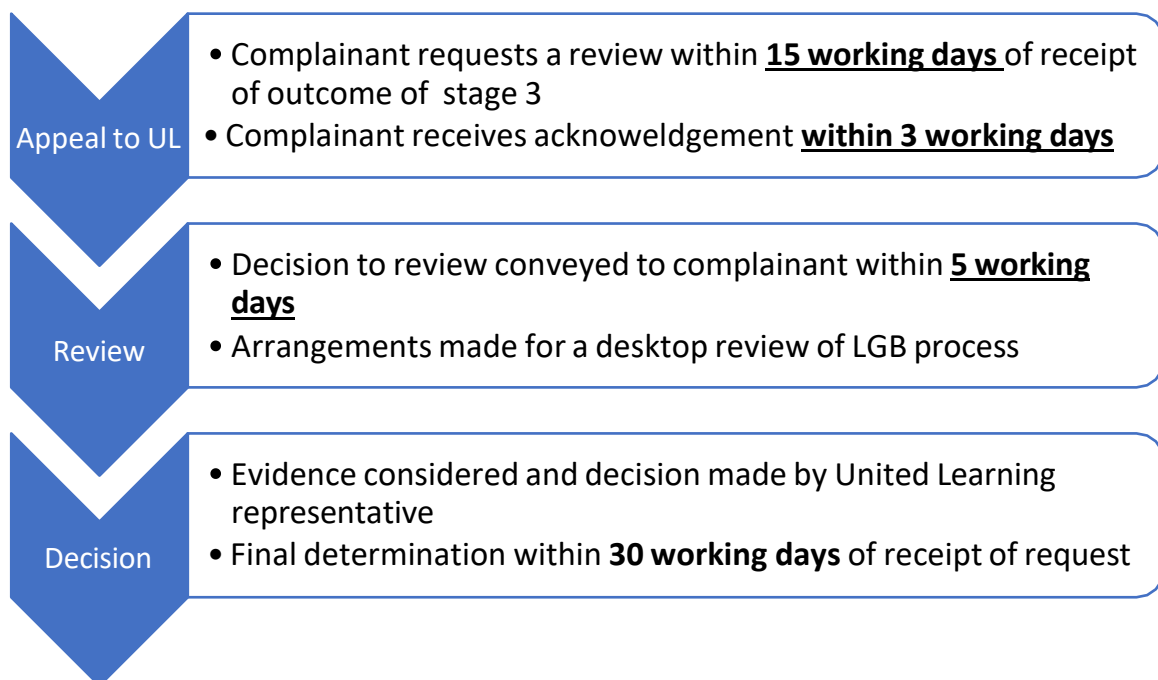 Appeal to UL
• Complainant requests a review within 15 working days of receipt
of outcome of stage 3
• Complainant receives acknoweldgement within 3 working days
Review
• Decision to review conveyed to complainant within 5 working
days
• Arrangements made for a desktop review of LGB process
Decision
• Evidence considered and decision made by United Learning
representative
• Final determination within 30 working days of receipt of request